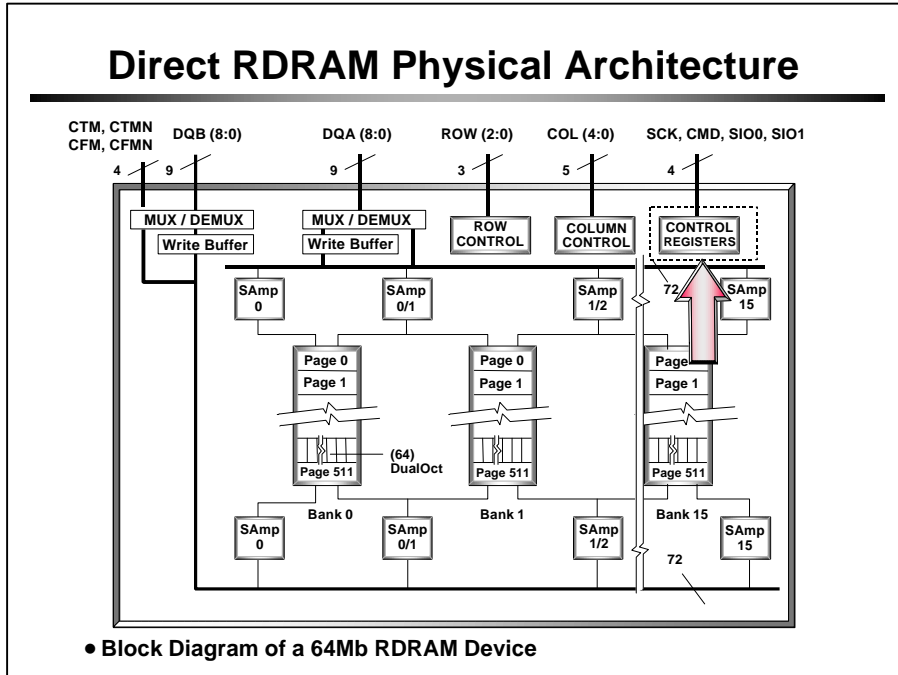 Direct RDRAM Physical Architecture
CTM, CTMN
CFM, CFMN
DQB (8:0)
DQA (8:0)
ROW (2:0)
COL (4:0)
SCK, CMD, SIO0, SIO1
4
9
9
3
5
4
MUX / DEMUX
Write Buffer
MUX / DEMUX
Write Buffer
ROW
CONTROL
COLUMN
CONTROL
CONTROL
REGISTERS
72
SAmp
0
SAmp
0/1
SAmp
1/2
SAmp
15
Page 0
Page 1
Page 511
Page 0
Page 1
Page 511
Page
Page 1
Page 511
(64)
DualOct
Bank 0
Bank 1
Bank 15
SAmp
0
SAmp
0/1
SAmp
1/2
SAmp
15
72
• Block Diagram of a 64Mb RDRAM Device